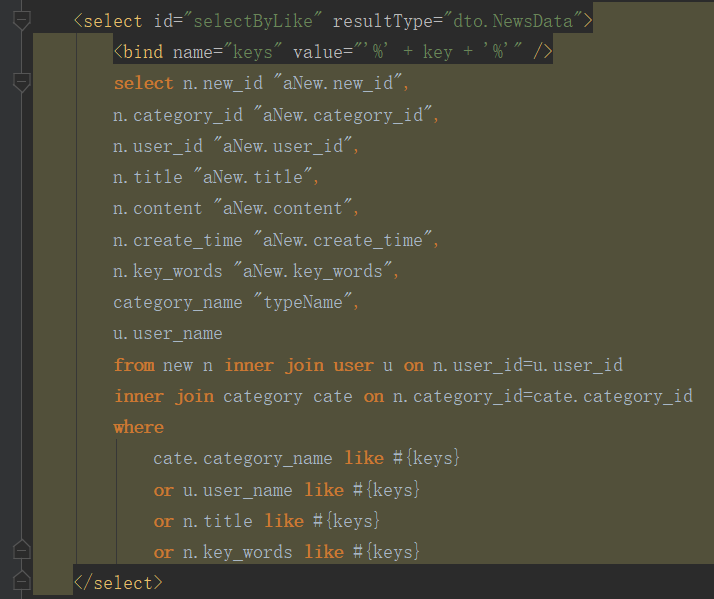 <select id="selectByLike" resultType="dto.NewsData">
<bind name="keys" value="'%' + key + '%'" />
select n.new_id "aNew.new_id",
n.category_id "aNew.category_id",
n.user_id "aNew.user_id",
n.title "aNew.title",
n.content "aNew.content",
n.create_time "aNew.create_time",
n.key_words "aNew.key_words",
category_name "typeName",
u.user_name
from new n inner join user u on n.user_id=u.user_id
inner join category cate on n.category_id=cate.category_id
where
cate.category_name like #{keys}
or u.user_name like #{keys}
or n.title like #{keys}
or n.key_words like #{keys}
</select>